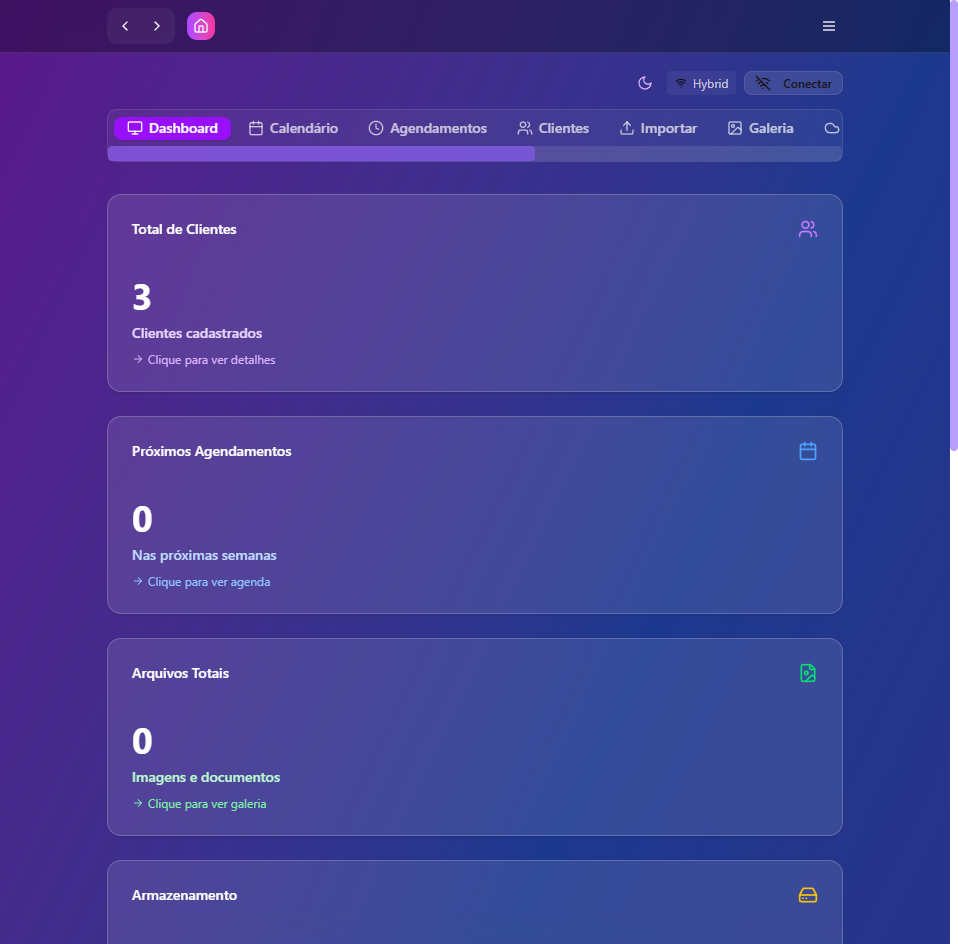 Hybrid
Conectar
Dashboard
Calendário
Agendamentos
Clientes
Importar
Galeria
Total de Clientes
3
Clientes cadastrados
→ Clique para ver detalhes
Próximos Agendamentos
0
Nas próximas semanas
→ Clique para ver agenda
Arquivos Totais
0
Imagens e documentos
→ Clique para ver galeria
Armazenamento